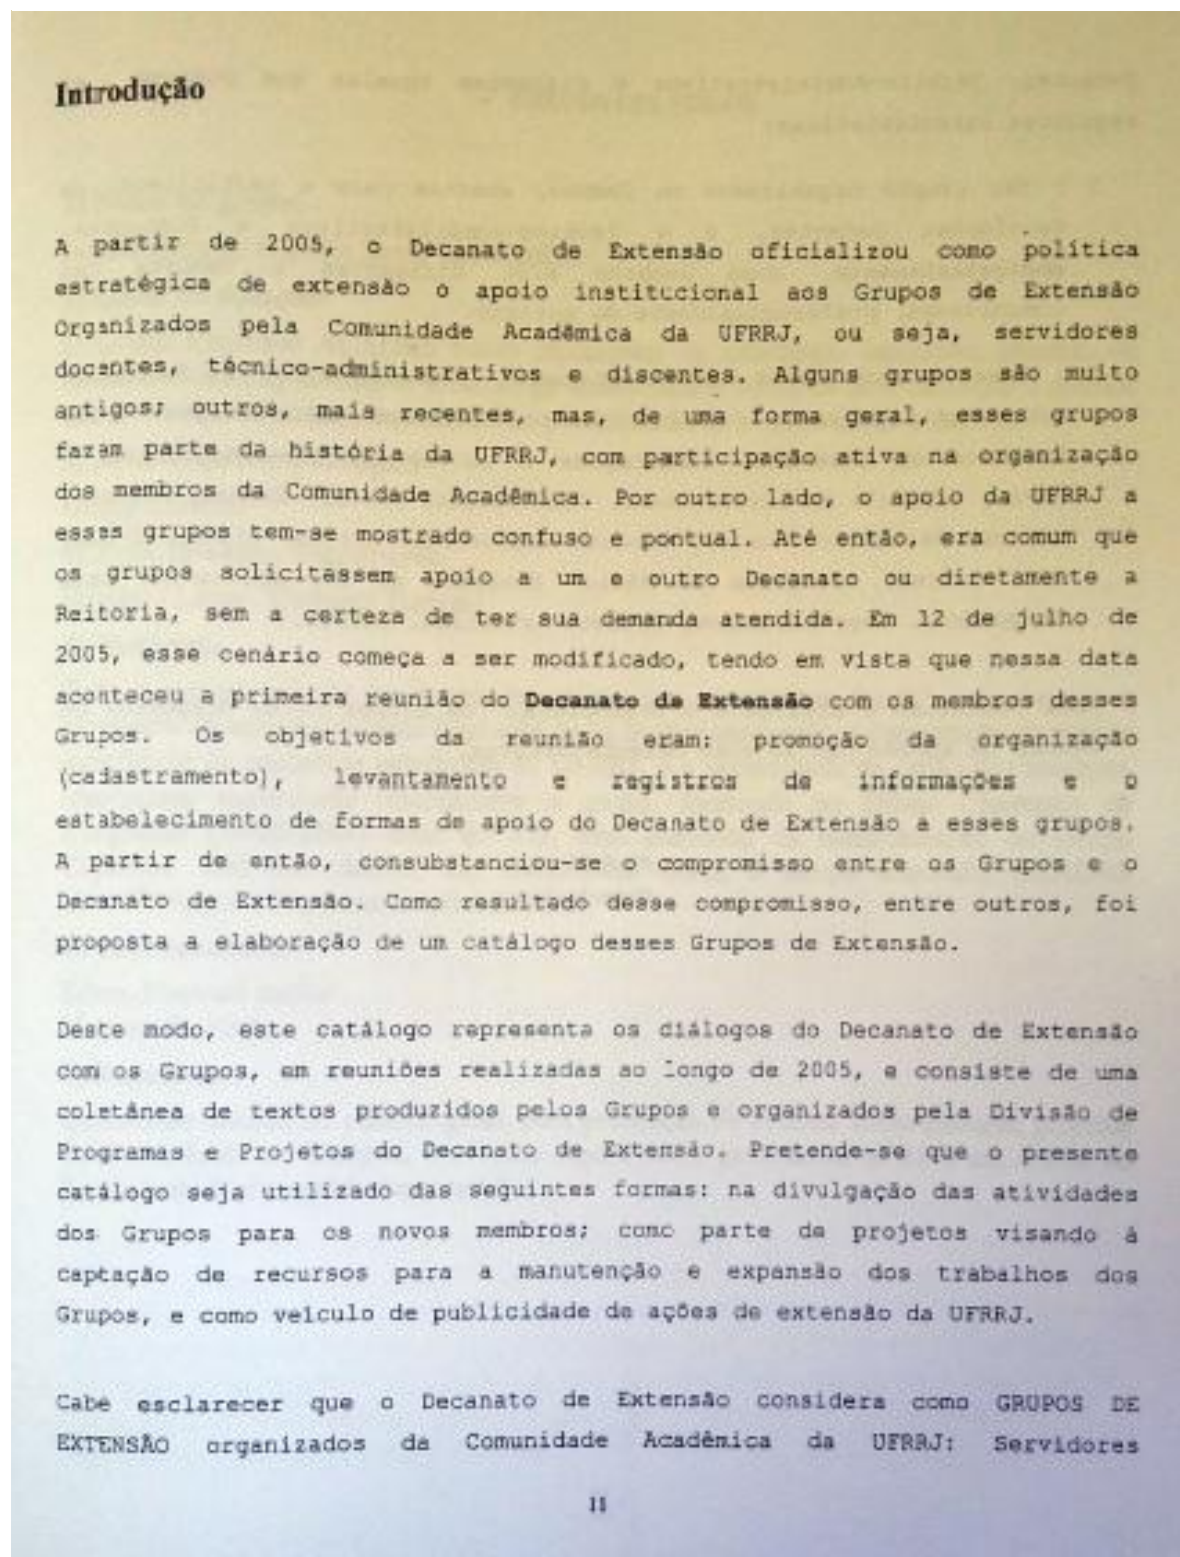 Introdução
A partir de 2005, o Decanato de Extensão oficializou como política
estratégica de extensão o apoio institucional aos Grupos de Extensão
Organizados pela Comunidade Acadêmica da UFRRJ, ou seja, servidores
docentes, técnico-administrativos e discentes. Alguns grupos são muito
antigos; outros, mais recentes, mas, de uma forma geral, esses grupos
fazem parte da história da UFRRJ, com participação ativa na organização
dos membros da Comunidade Acadêmica. Por outro lado, o apoio da UFRRJ a
esses grupos tem-se mostrado confuso e pontual. Até então, era comum que
os grupos solicitassem apoio a um e outro Decanato ou diretamente a
Reitoria, sem a certeza de ter sua demanda atendida. Em 12 de julho de
2005, esse cenário começa a ser modificado, tendo em vista que nessa data
aconteceu a primeira reunião do Decanato de Extensão com os membros desses
Grupos. Os objetivos da reunião eram: promoção da organização
(cadastramento), levantamento e registros de informações e o
estabelecimento de formas de apoio do Decanato de Extensão a esses grupos.
A partir de então, consubstanciou-se o compromisso entre os Grupos e o
Decanato de Extensão. Como resultado desse compromisso, entre outros, foi
proposta a elaboração de um catálogo desses Grupos de Extensão.
Deste modo, este catálogo representa os diálogos do Decanato de Extensão
com os Grupos, em reuniões realizadas ao longo de 2005, e consiste de uma
coletânea de textos produzidos pelos Grupos e organizados pela Divisão de
Programas e Projetos do Decanato de Extensão. Pretende-se que o presente
catálogo seja utilizado das seguintes formas: na divulgação das atividades
dos Grupos para os novos membros; como parte de projetos visando à
captação de recursos para a manutenção e expansão dos trabalhos dos
Grupos, e como veículo de publicidade de ações de extensão da UFRRJ.
Cabe esclarecer que o Decanato de Extensão considera como GRUPOS DE
EXTENSÃO organizados da Comunidade Acadêmica da UFRRJ: Servidores
11